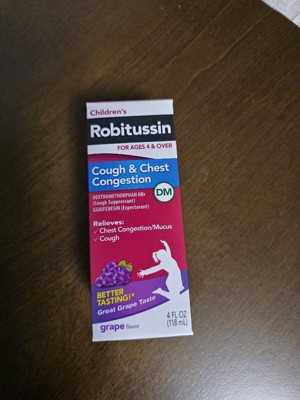 Children's
Robitussin
FOR AGES 4 & OVER
Cough & Chest
Congestion
DM
DEXTROMETHORPHAN HBr
(Cough Suppressant)
GUAIFENESIN (Expectorant)
Relieves:
✓ Chest Congestion/Mucus
✓ Cough
BETTER
TASTING!*
Great Grape Taste
grape flavor
4 FL OZ
(118 mL)